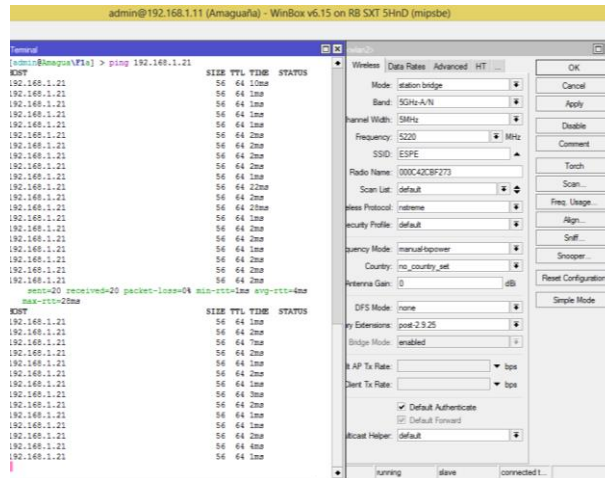 admin@192.168.1.11 (Amaguaña) - WinBox v6.15 on RB SXT 5HnD (mipsbe)
Terminal
[admin@Amagua\F1a] > ping 192.168.1.21
HOST SIZE TTL TIME STATUS
192.168.1.21 56 64 10ms
192.168.1.21 56 64 1ms
192.168.1.21 56 64 1ms
192.168.1.21 56 64 1ms
192.168.1.21 56 64 1ms
192.168.1.21 56 64 2ms
192.168.1.21 56 64 2ms
192.168.1.21 56 64 2ms
192.168.1.21 56 64 2ms
192.168.1.21 56 64 1ms
192.168.1.21 56 64 22ms
192.168.1.21 56 64 2ms
192.168.1.21 56 64 28ms
192.168.1.21 56 64 1ms
192.168.1.21 56 64 2ms
192.168.1.21 56 64 2ms
192.168.1.21 56 64 1ms
192.168.1.21 56 64 2ms
192.168.1.21 56 64 2ms
192.168.1.21 56 64 2ms
sent=20 received=20 packet-loss=0% min-rtt=1ms avg-rtt=4ms
max-rtt=28ms
HOST SIZE TTL TIME STATUS
192.168.1.21 56 64 1ms
192.168.1.21 56 64 2ms
192.168.1.21 56 64 7ms
192.168.1.21 56 64 2ms
192.168.1.21 56 64 1ms
192.168.1.21 56 64 1ms
192.168.1.21 56 64 3ms
192.168.1.21 56 64 3ms
192.168.1.21 56 64 1ms
192.168.1.21 56 64 1ms
192.168.1.21 56 64 2ms
192.168.1.21 56 64 4ms
192.168.1.21 56 64 1ms
Wireless Data Rates Advanced HT ...
Mode: station bridge
Band: 5GHz-A/N
hannel Width: 5MHz
Frequency: 5220 MHz
SSID: ESPE
Radio Name: 000C42CBF273
Scan List: default
eless Protocol: nstreme
ecurity Profile: default
quency Mode: manual-txpower
Country: no_country_set
Antenna Gain: 0 dBi
DFS Mode: none
ry Extensions: post-2.9.25
Bridge Mode: enabled
lt AP Tx Rate: bps
Client Tx Rate: bps
Default Authenticate
Default Forward
lticast Helper: default
running slave connected t...
OK
Cancel
Apply
Disable
Comment
Torch
Scan...
Freq. Usage...
Align...
Sniff...
Snooper...
Reset Configuration
Simple Mode